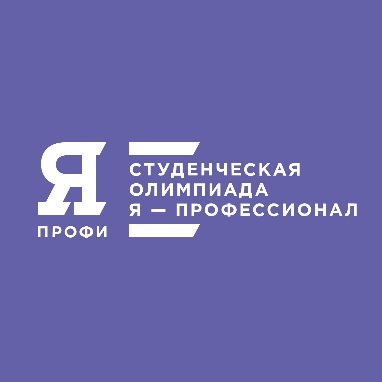 Я
ПРОФИ
СТУДЕНЧЕСКАЯ
ОЛИМПИАДА
Я — ПРОФЕССИОНАЛ